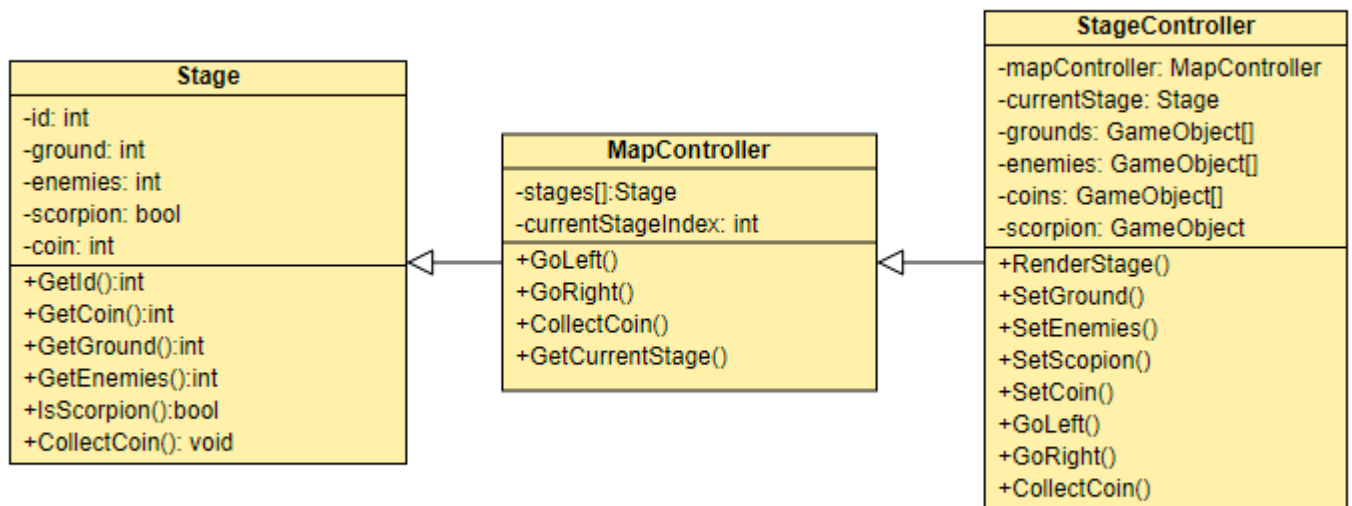 Stage
-id: int
-ground: int
-enemies: int
-scorpion: bool
-coin: int
+GetId():int
+GetCoin():int
+GetGround():int
+GetEnemies():int
+IsScorpion():bool
+CollectCoin(): void
MapController
-stages[]:Stage
-currentStageIndex: int
+GoLeft()
+GoRight()
+CollectCoin()
+GetCurrentStage()
StageController
-mapController: MapController
-currentStage: Stage
-grounds: GameObject[]
-enemies: GameObject[]
-coins: GameObject[]
-scorpion: GameObject
+RenderStage()
+SetGround()
+SetEnemies()
+SetScopion()
+SetCoin()
+GoLeft()
+GoRight()
+CollectCoin()